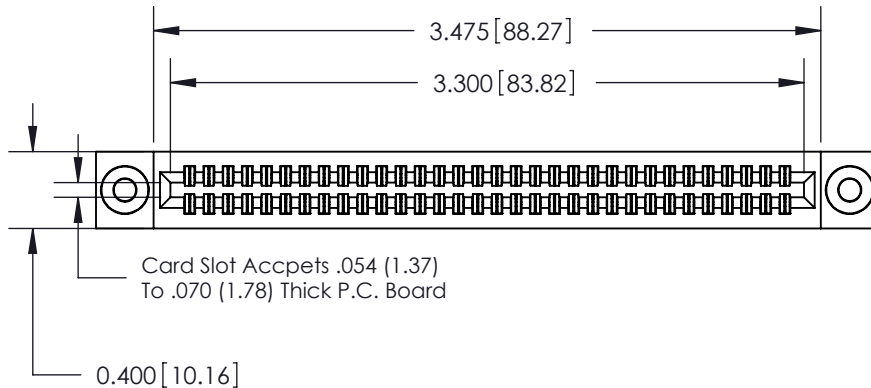 3.475[88.27]
3.300[83.82]
Card Slot Accpets .054 (1.37)
To .070 (1.78) Thick P.C. Board
0.400[10.16]